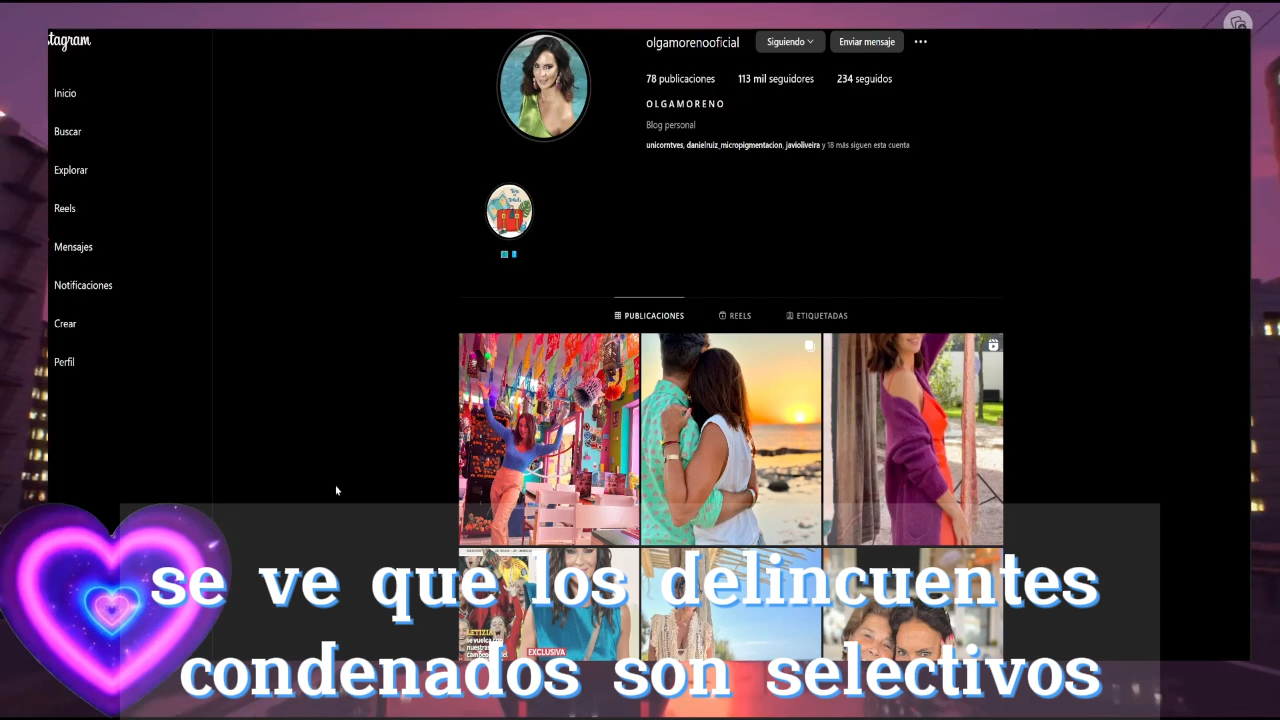 tagram
Inicio
Buscar
Explorar
Reels
Mensajes
Notificaciones
Crear
Perfil
olgamorenooficial
Siguiendo
Enviar mensaje
78 publicaciones 113 mil seguidores 234 seguidos
OLGAMORENO
Blog personal
unicorntves, danielruiz_micropigmentacion, javioliveira y 18 más siguen esta cuenta
PUBLICACIONES
REELS
ETIQUETADAS
LETIZIA
EXCLUSIVA
se ve que los delincuentes
condenados son selectivos